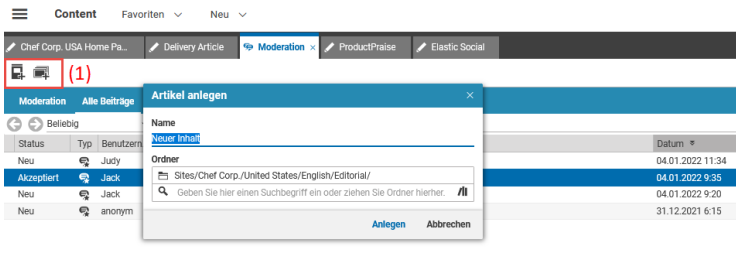 Content Favoriten Neu
Chef Corp. USA Home Pa... Delivery Article Moderation × ProductPraise Elastic Social
(1)
Moderation Alle Beiträge
Artikel anlegen ×
Name
Neuer Inhalt
Ordner
Sites/Chef Corp./United States/English/Editorial/
Geben Sie hier einen Suchbegriff ein oder ziehen Sie Ordner hierher.
Anlegen Abbrechen
Beliebig
Status Typ Benutzern Datum
Neu Judy 04.01.2022 11:34
Akzeptiert Jack 04.01.2022 9:35
Neu Jack 04.01.2022 9:20
Neu anonym 31.12.2021 6:15